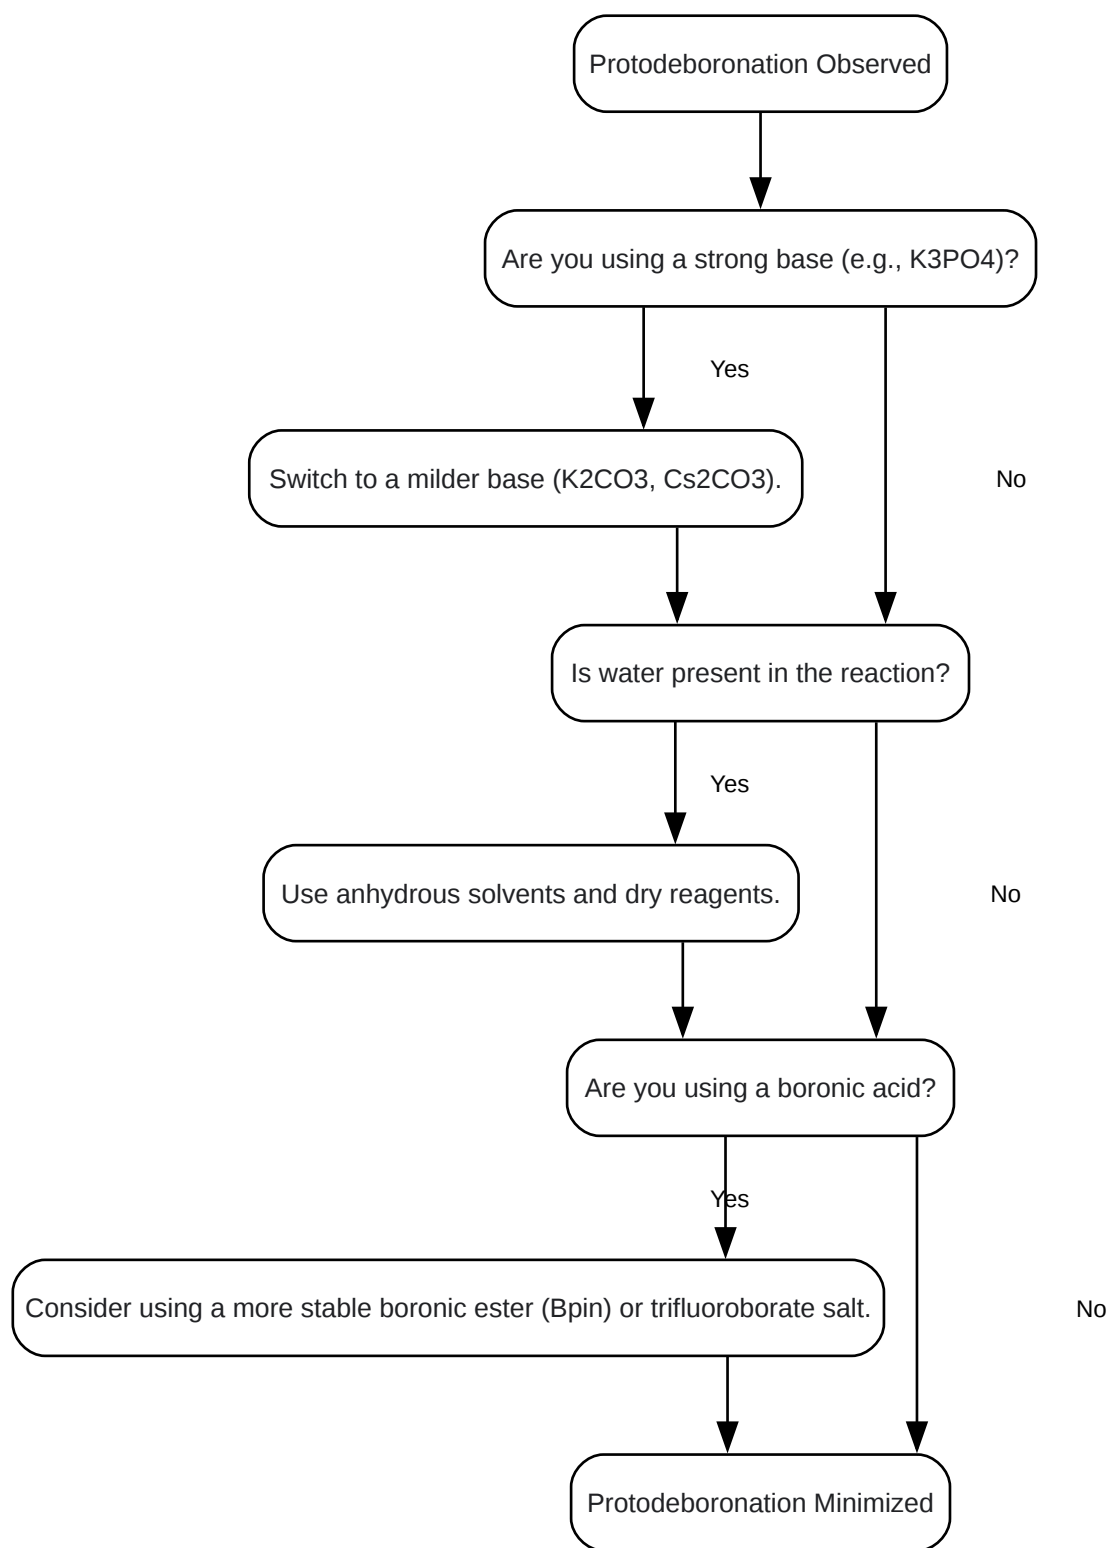 Protodeboronation Observed
Are you using a strong base (e.g., K3PO4)?
Yes
Switch to a milder base (K2CO3, Cs2CO3).
No
Is water present in the reaction?
Yes
Use anhydrous solvents and dry reagents.
No
Are you using a boronic acid?
Yes
Consider using a more stable boronic ester (Bpin) or trifluoroborate salt.
No
Protodeboronation Minimized